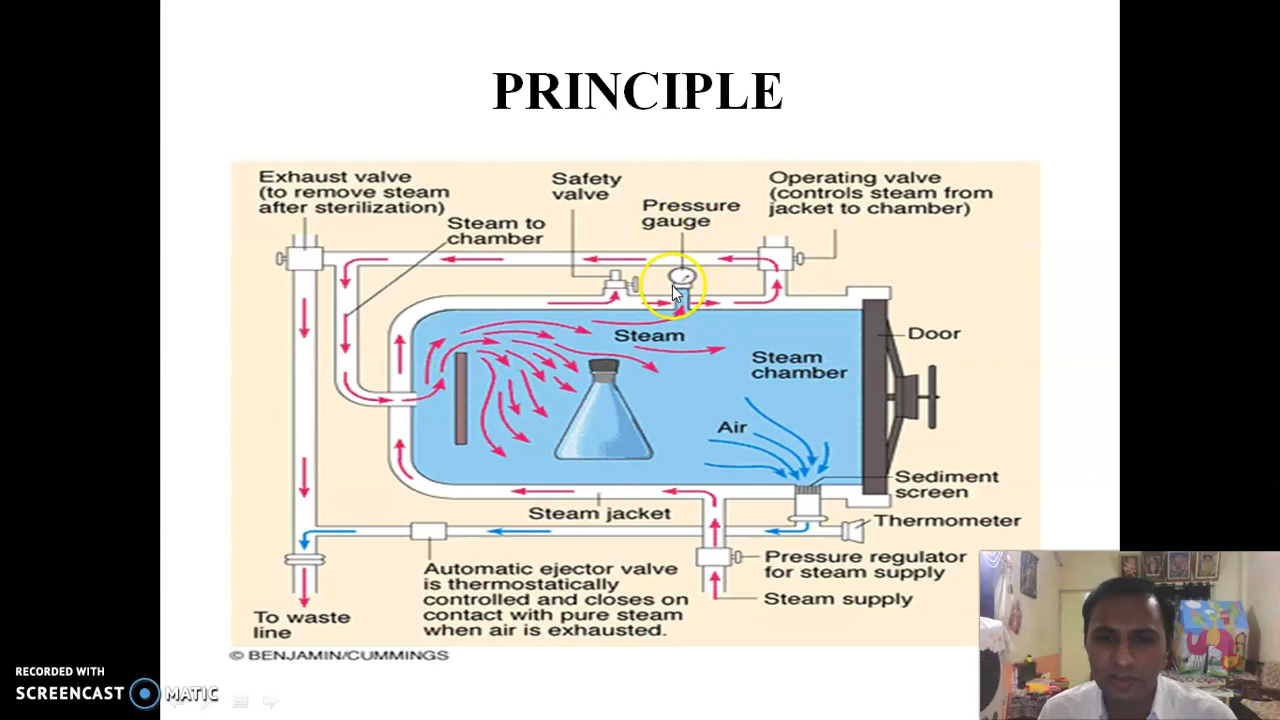 PRINCIPLE
Exhaust valve
(to remove steam
after sterilization)
Steam to
chamber
Safety
valve
Pressure
gauge
Operating valve
(controls steam from
jacket to chamber)
Steam
Steam
chamber
Door
Air
Sediment
screen
Steam jacket
Thermometer
Automatic ejector valve
is thermostatically
controlled and closes on
contact with pure steam
when air is exhausted.
Pressure regulator
for steam supply
Steam supply
To waste
line
© BENJAMIN/CUMMINGS
RECORDED WITH
SCREENCAST MATIC